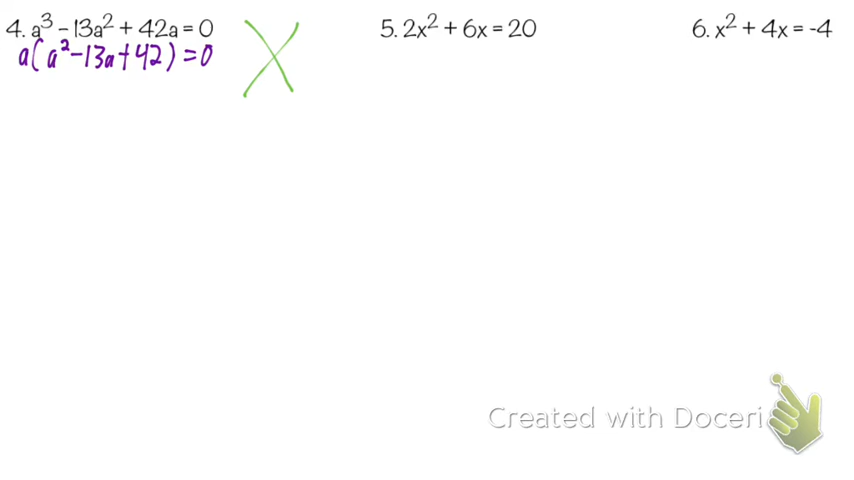 4. a³ – 13a² + 42a = 0
a(a² – 13a + 42) = 0
5. 2x² + 6x = 20
6. x² + 4x = -4
Created with Doceri